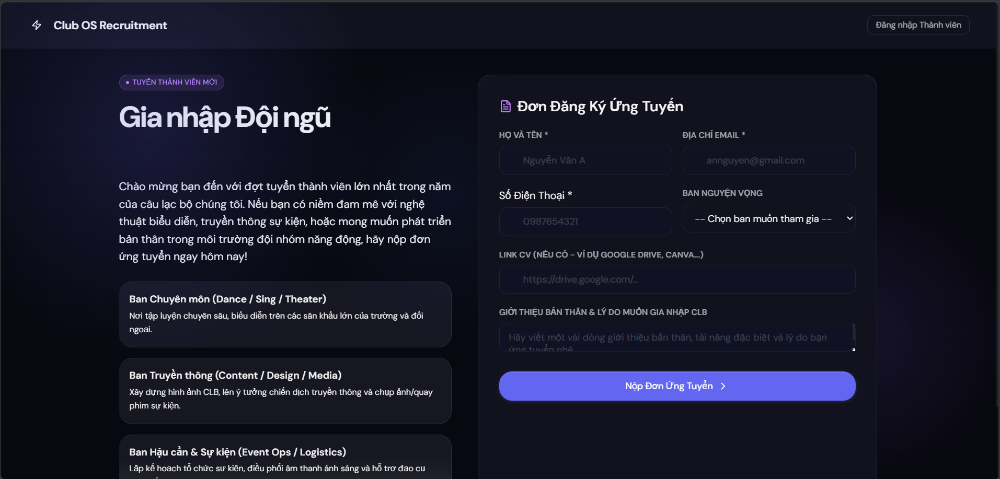 Club OS Recruitment
Đăng nhập Thành viên
TUYỂN THÀNH VIÊN MỚI
Gia nhập Đội ngũ
Chào mừng bạn đến với đợt tuyển thành viên lớn nhất trong năm
của câu lạc bộ chúng tôi. Nếu bạn có niềm đam mê với nghệ
thuật biểu diễn, truyền thông sự kiện, hoặc mong muốn phát triển
bản thân trong môi trường đội nhóm năng động, hãy nộp đơn
ứng tuyển ngay hôm nay!
Ban Chuyên môn (Dance / Sing / Theater)
Nơi tập luyện chuyên sâu, biểu diễn trên các sân khấu lớn của trường và đối
ngoại.
Ban Truyền thông (Content / Design / Media)
Xây dựng hình ảnh CLB, lên ý tưởng chiến dịch truyền thông và chụp ảnh/quay
phim sự kiện.
Ban Hậu cần & Sự kiện (Event Ops / Logistics)
Lập kế hoạch tổ chức sự kiện, điều phối âm thanh ánh sáng và hỗ trợ đạo cụ
Đơn Đăng Ký Ứng Tuyển
HỌ VÀ TÊN *
Nguyễn Văn A
ĐỊA CHỈ EMAIL *
annguyen@gmail.com
Số Điện Thoại *
0987654321
BAN NGUYỆN VỌNG
-- Chọn ban muốn tham gia --
LINK CV (NẾU CÓ - VÍ DỤ GOOGLE DRIVE, CANVA...)
https://drive.google.com/...
GIỚI THIỆU BẢN THÂN & LÝ DO MUỐN GIA NHẬP CLB
Hãy viết một vài dòng giới thiệu bản thân, tài năng đặc biệt và lý do bạn
ứng tuyển nhé
Nộp Đơn Ứng Tuyển